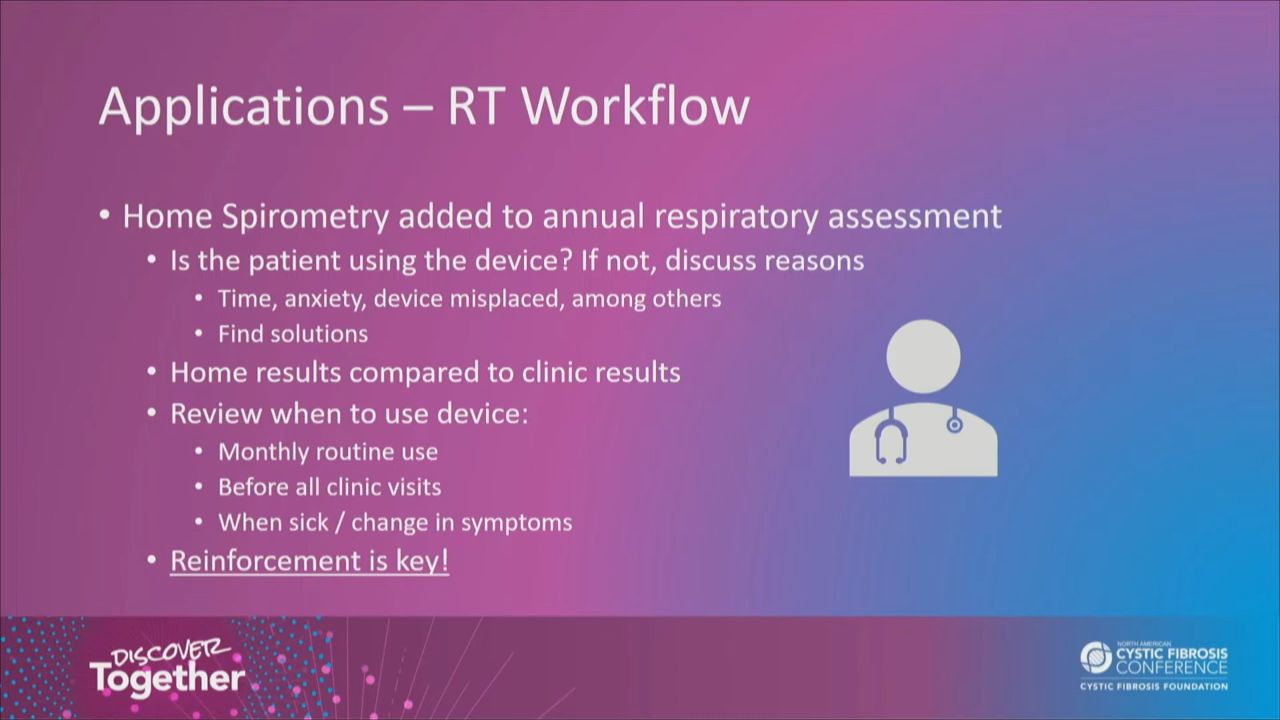 Applications – RT Workflow
• Home Spirometry added to annual respiratory assessment
• Is the patient using the device? If not, discuss reasons
• Time, anxiety, device misplaced, among others
• Find solutions
• Home results compared to clinic results
• Review when to use device:
• Monthly routine use
• Before all clinic visits
• When sick / change in symptoms
• Reinforcement is key!
DISCOVER
Together
NORTH AMERICAN
CYSTIC FIBROSIS
CONFERENCE
CYSTIC FIBROSIS FOUNDATION